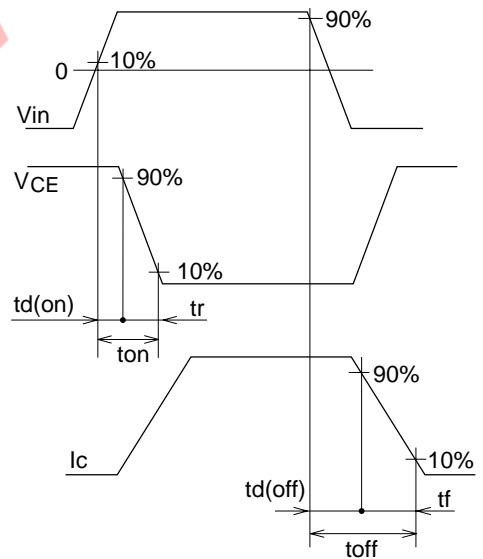 90%
10%
0
Vin
VCE
90%
10%
td(on)
tr
ton
90%
Ic
10%
td(off)
tf
toff